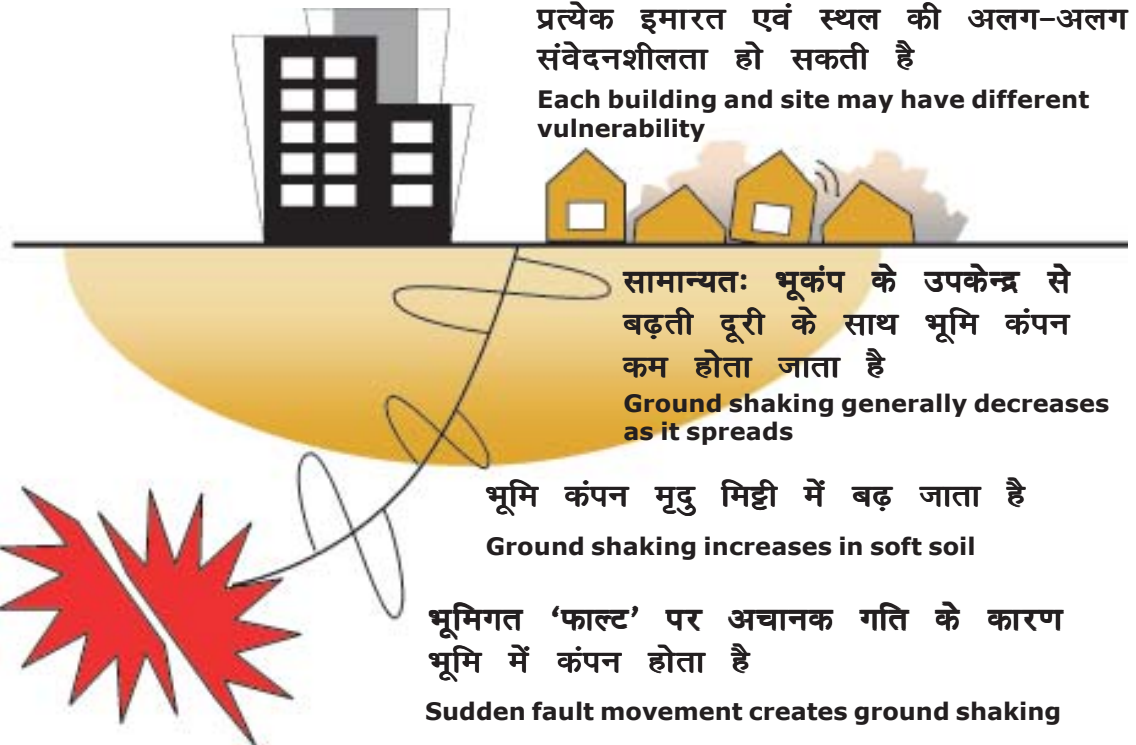 प्रत्येक इमारत एवं स्थल की अलग–अलग
संवेदनशीलता हो सकती है
Each building and site may have different
vulnerability
सामान्यतः भूकंप के उपकेन्द्र से
बढ़ती दूरी के साथ भूमि कंपन
कम होता जाता है
Ground shaking generally decreases
as it spreads
भूमि कंपन मृदु मिट्टी में बढ़ जाता है
Ground shaking increases in soft soil
भूमिगत ‘फाल्ट’ पर अचानक गति के कारण
भूमि में कंपन होता है
Sudden fault movement creates ground shaking